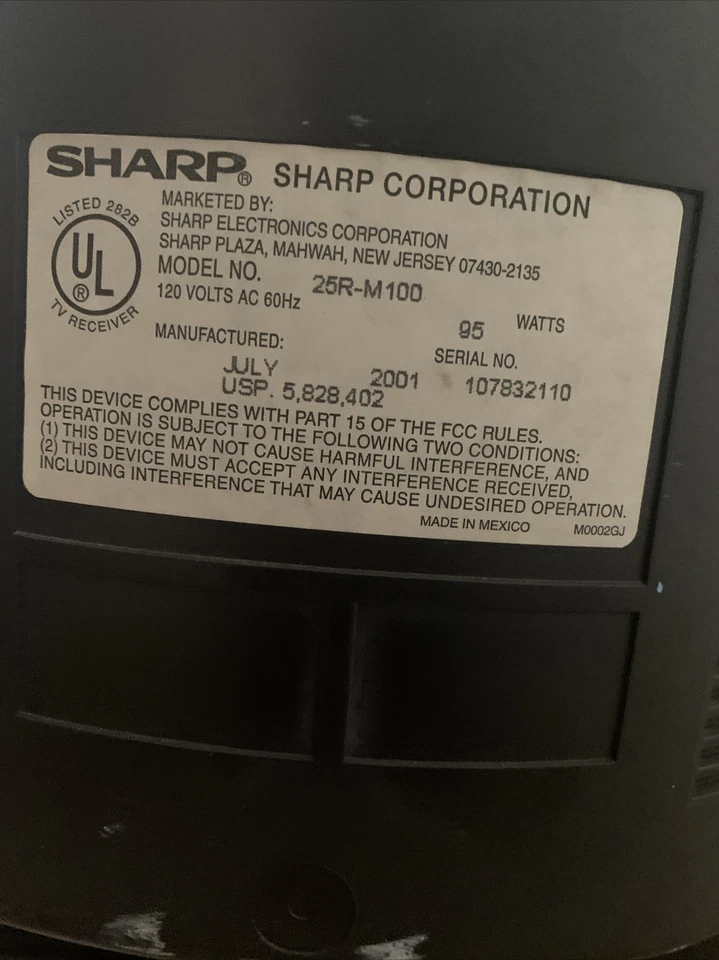 SHARP® SHARP CORPORATION
LISTED 282B
UL
®
TV RECEIVER
MARKETED BY:
SHARP ELECTRONICS CORPORATION
SHARP PLAZA, MAHWAH, NEW JERSEY 07430-2135
MODEL NO. 25R-M100
120 VOLTS AC 60Hz 95 WATTS
MANUFACTURED: SERIAL NO.
JULY 2001 107832110
USP. 5,828,402
THIS DEVICE COMPLIES WITH PART 15 OF THE FCC RULES.
OPERATION IS SUBJECT TO THE FOLLOWING TWO CONDITIONS:
(1) THIS DEVICE MAY NOT CAUSE HARMFUL INTERFERENCE, AND
(2) THIS DEVICE MUST ACCEPT ANY INTERFERENCE RECEIVED,
INCLUDING INTERFERENCE THAT MAY CAUSE UNDESIRED OPERATION.
MADE IN MEXICO M0002GJ